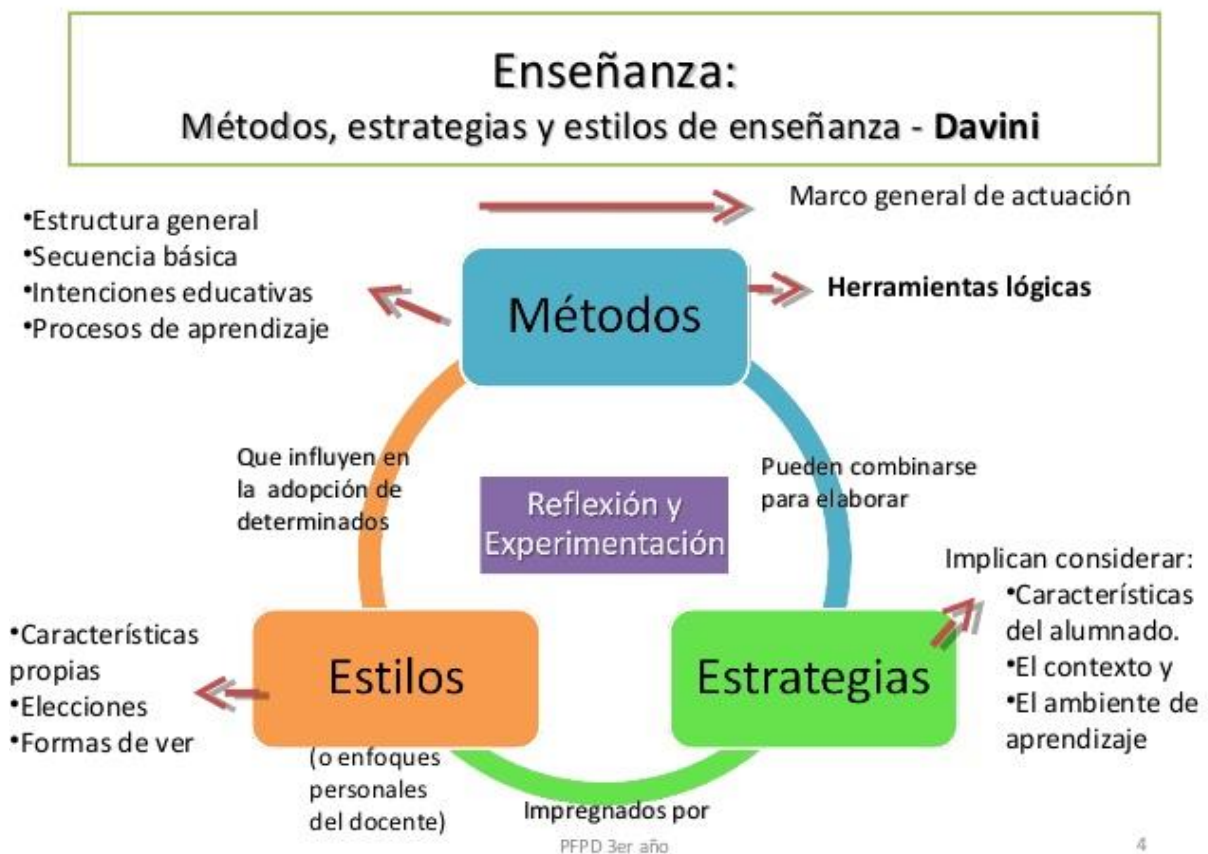 Enseñanza:
Métodos, estrategias y estilos de enseñanza - Davini
Marco general de actuación
•Estructura general
•Secuencia básica
•Intenciones educativas
•Procesos de aprendizaje
Métodos
Herramientas lógicas
Que influyen en
la adopción de
determinados
Reflexión y
Experimentación
Pueden combinarse
para elaborar
Implican considerar:
•Características
del alumnado.
•El contexto y
•El ambiente de
aprendizaje
•Características
propias
•Elecciones
•Formas de ver
Estilos
Estrategias
(o enfoques
personales
del docente)
Impregnados por
PFPD 3er año
4